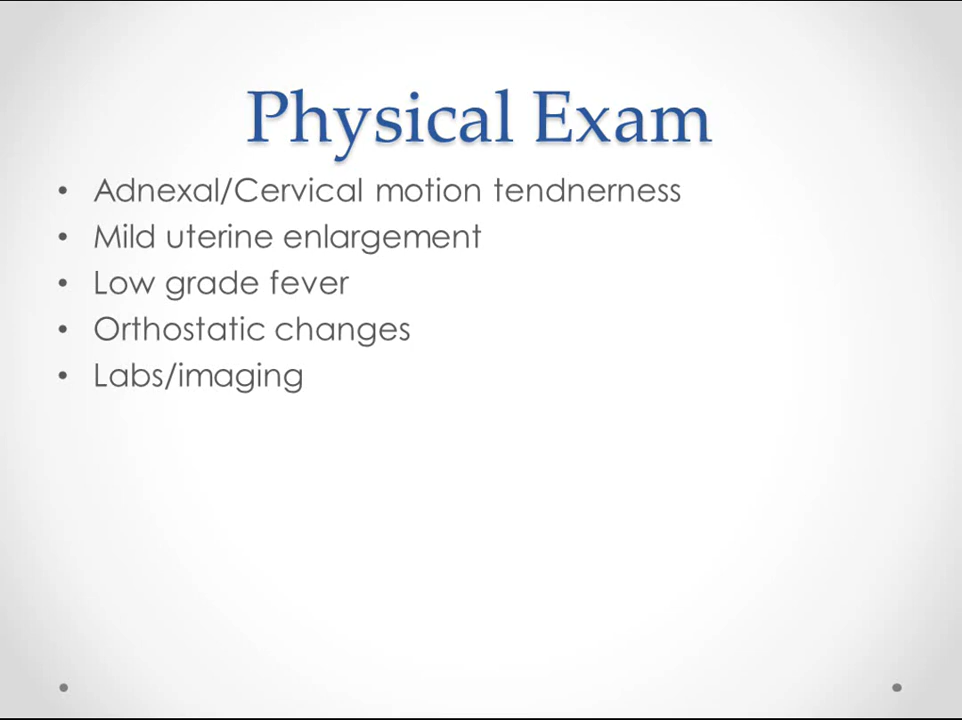 Physical Exam
• Adnexal/Cervical motion tendnerness
• Mild uterine enlargement
• Low grade fever
• Orthostatic changes
• Labs/imaging